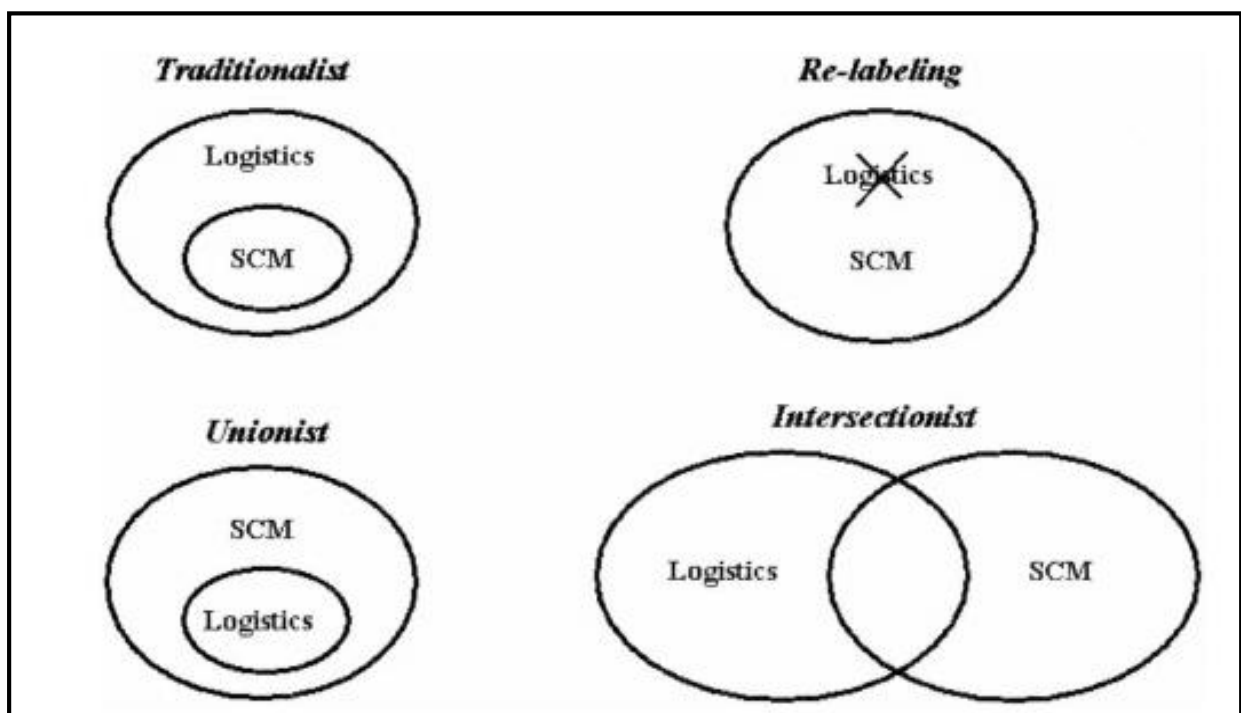 Traditionalist
Logistics
SCM
Re-labeling
Logistics
SCM
Unionist
SCM
Logistics
Intersectionist
Logistics
SCM